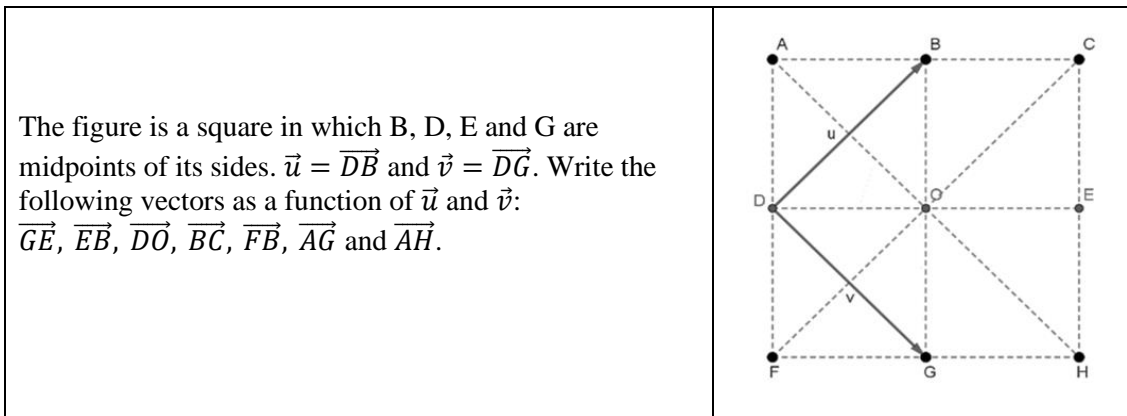 The figure is a square in which B, D, E and G are
midpoints of its sides. u⃗ = DB⃗ and v⃗ = DG⃗. Write the
following vectors as a function of u⃗ and v⃗:
GE⃗, EB⃗, DO⃗, BC⃗, FB⃗, AG⃗ and AH⃗.
A B C
u
D O E
v
F G H